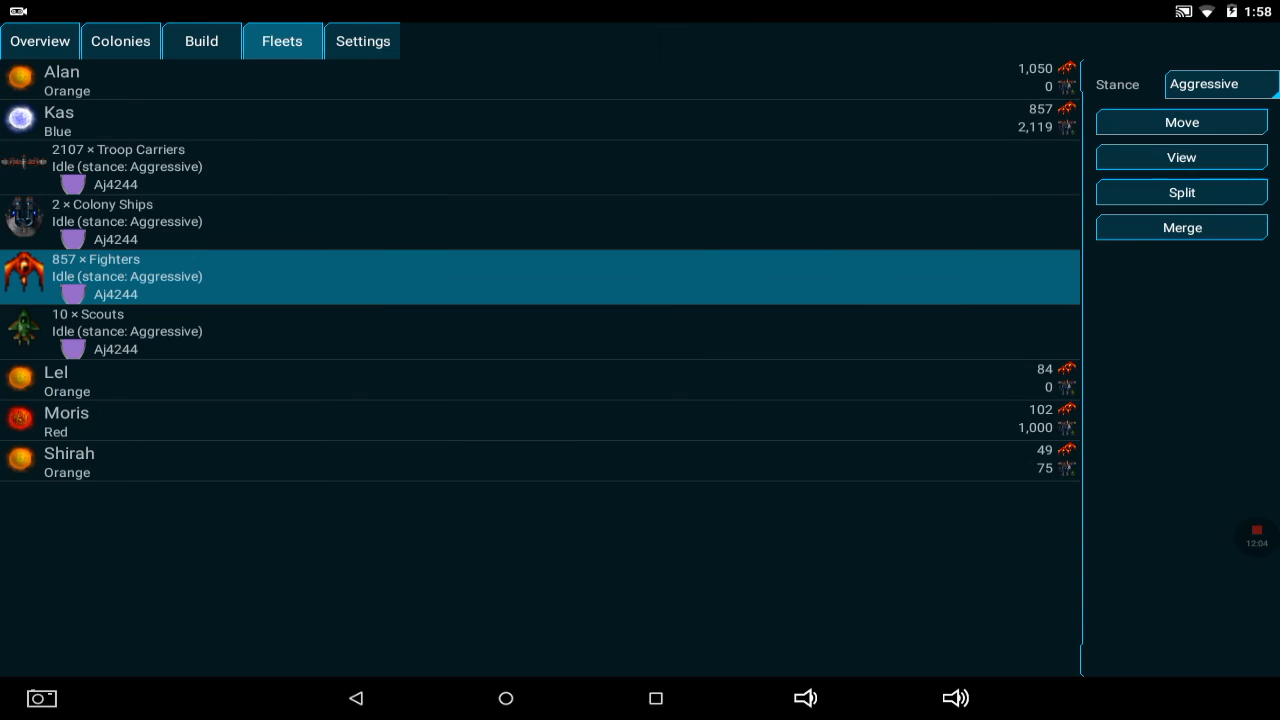 1:58
Overview
Colonies
Build
Fleets
Settings
Alan
Orange
1,050
0
Kas
Blue
857
2,119
2107 × Troop Carriers
Idle (stance: Aggressive)
Aj4244
2 × Colony Ships
Idle (stance: Aggressive)
Aj4244
857 × Fighters
Idle (stance: Aggressive)
Aj4244
10 × Scouts
Idle (stance: Aggressive)
Aj4244
Lel
Orange
84
0
Moris
Red
102
1,000
Shirah
Orange
49
75
Stance
Aggressive
Move
View
Split
Merge
12:04